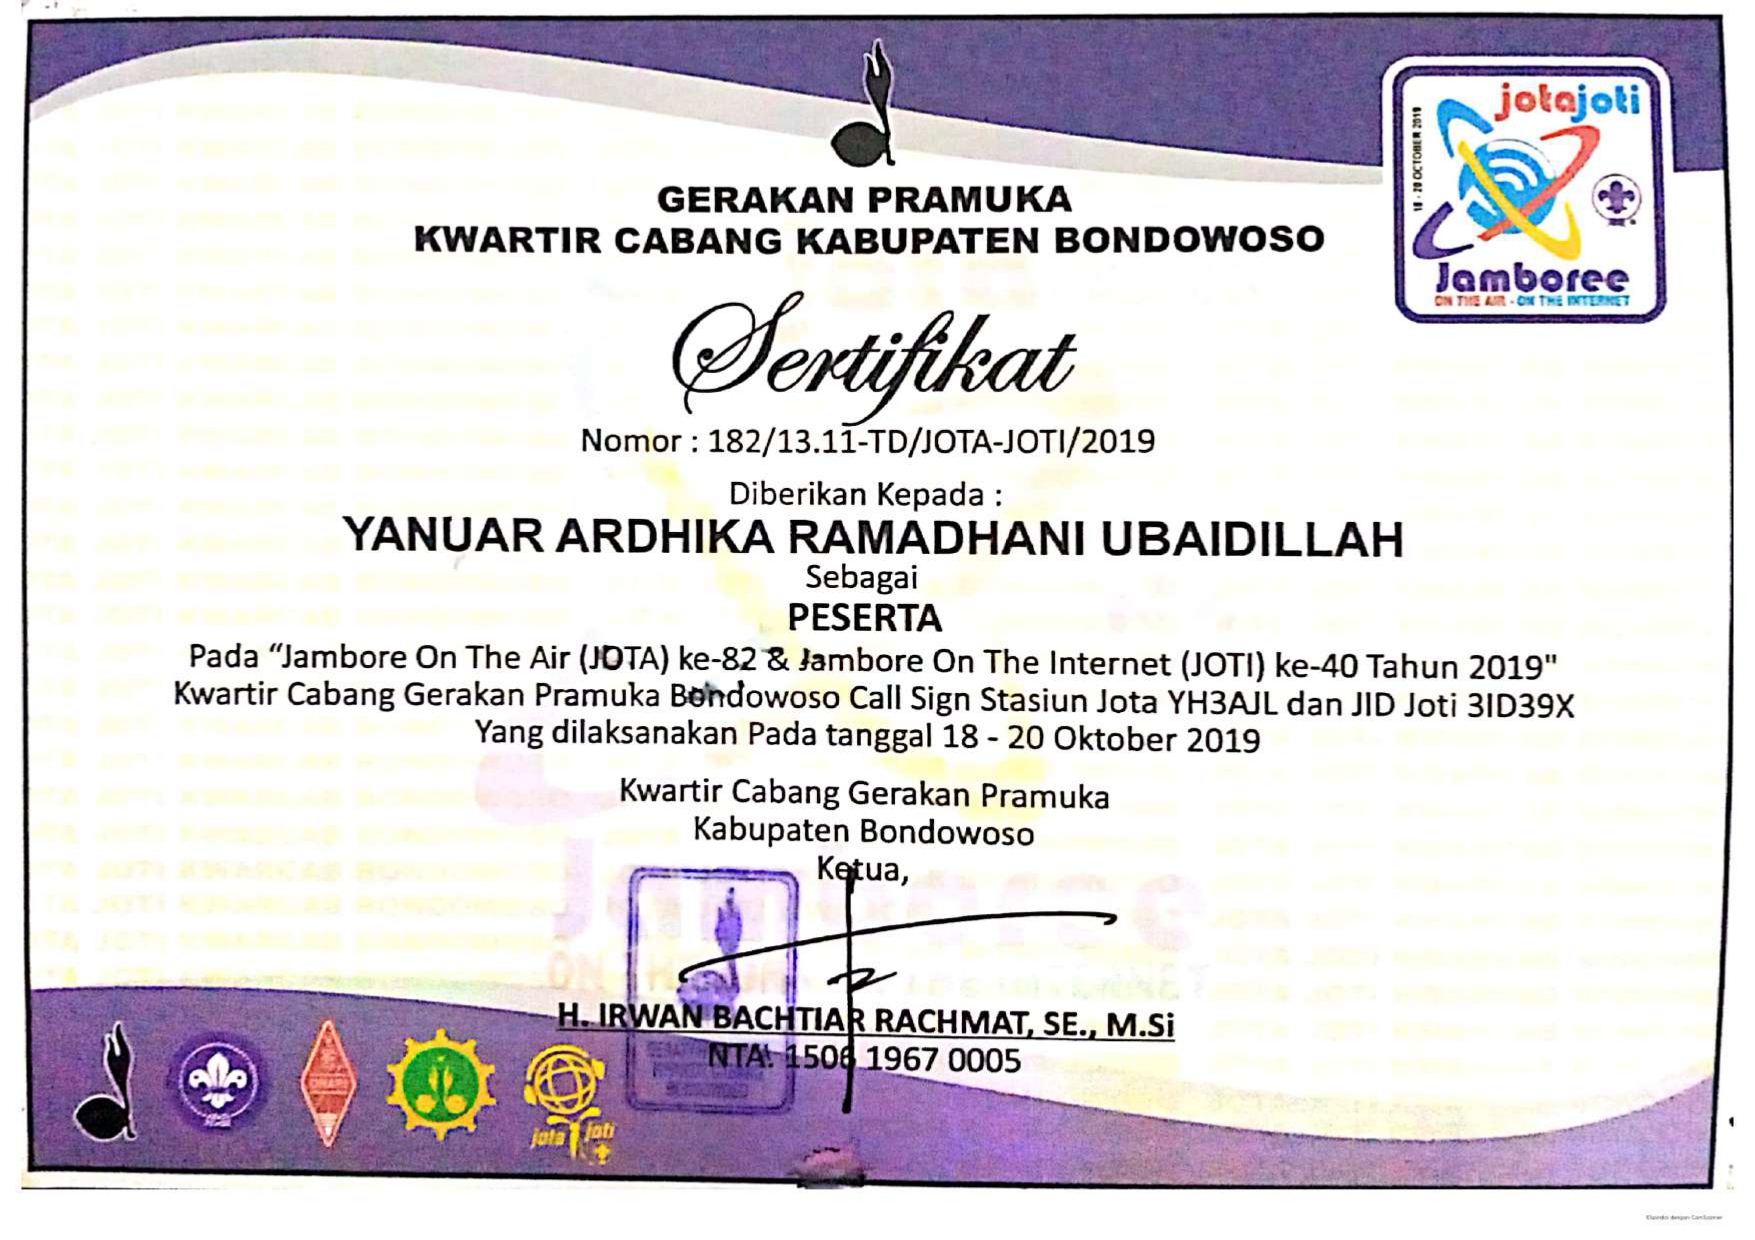 jotajoti
18 - 20 OCTOBER 2019
Jamboree
ON THE AIR - ON THE INTERNET
GERAKAN PRAMUKA
KWARTIR CABANG KABUPATEN BONDOWOSO
Sertifikat
Nomor : 182/13.11-TD/JOTA-JOTI/2019
Diberikan Kepada :
YANUAR ARDHIKA RAMADHANI UBAIDILLAH
Sebagai
PESERTA
Pada “Jambore On The Air (JOTA) ke-82 & Jambore On The Internet (JOTI) ke-40 Tahun 2019"
Kwartir Cabang Gerakan Pramuka Bondowoso Call Sign Stasiun Jota YH3AJL dan JID Joti 3ID39X
Yang dilaksanakan Pada tanggal 18 - 20 Oktober 2019
Kwartir Cabang Gerakan Pramuka
Kabupaten Bondowoso
Ketua,
H. IRWAN BACHTIAR RACHMAT, SE., M.Si
NTA. 1506 1967 0005
jota joti
Dipindai dengan CamScanner